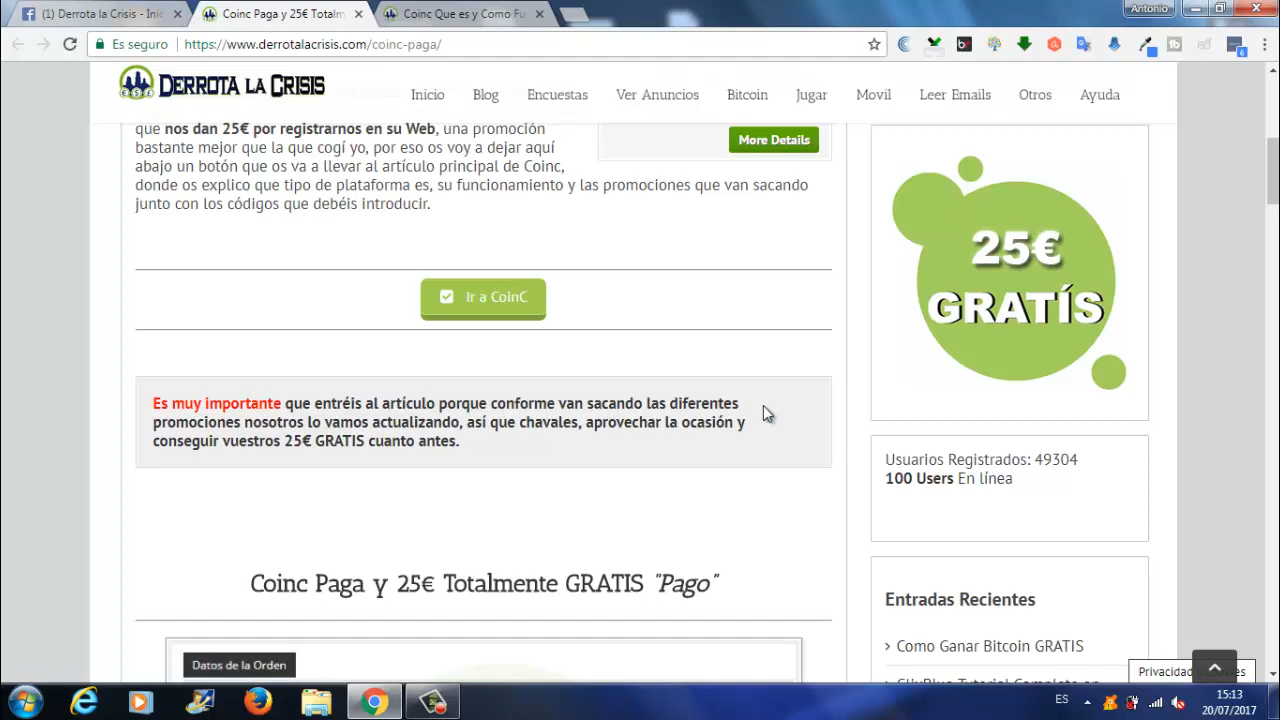 (1) Derrota la Crisis - Inic
Coinc Paga y 25€ Totalm
Coinc Que es y Como Fu
Antonio
Es seguro
https://www.derrotalacrisis.com/coinc-paga/
DERROTA LA CRISIS
Inicio
Blog
Encuestas
Ver Anuncios
Bitcoin
Jugar
Movil
Leer Emails
Otros
Ayuda
que nos dan 25€ por registrarnos en su Web, una promoción
bastante mejor que la que cogí yo, por eso os voy a dejar aquí
abajo un botón que os va a llevar al artículo principal de Coinc,
donde os explico que tipo de plataforma es, su funcionamiento y las promociones que van sacando
junto con los códigos que debéis introducir.
More Details
Ir a CoinC
Es muy importante que entréis al artículo porque conforme van sacando las diferentes
promociones nosotros lo vamos actualizando, así que chavales, aprovechar la ocasión y
conseguir vuestros 25€ GRATIS cuanto antes.
Coinc Paga y 25€ Totalmente GRATIS "Pago"
Datos de la Orden
25€
GRATÍS
Usuarios Registrados: 49304
100 Users En línea
Entradas Recientes
Como Ganar Bitcoin GRATIS
ES
15:13
20/07/2017